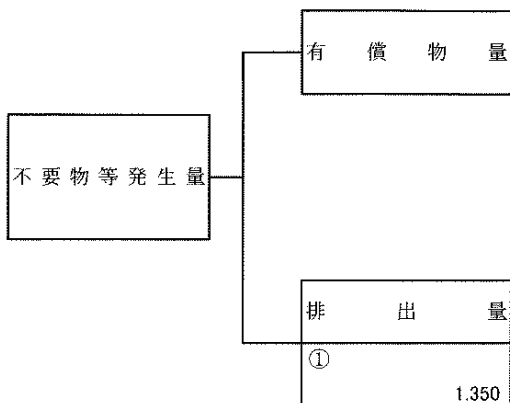 有償物量
不要物等発生量
排出量
①
1.350